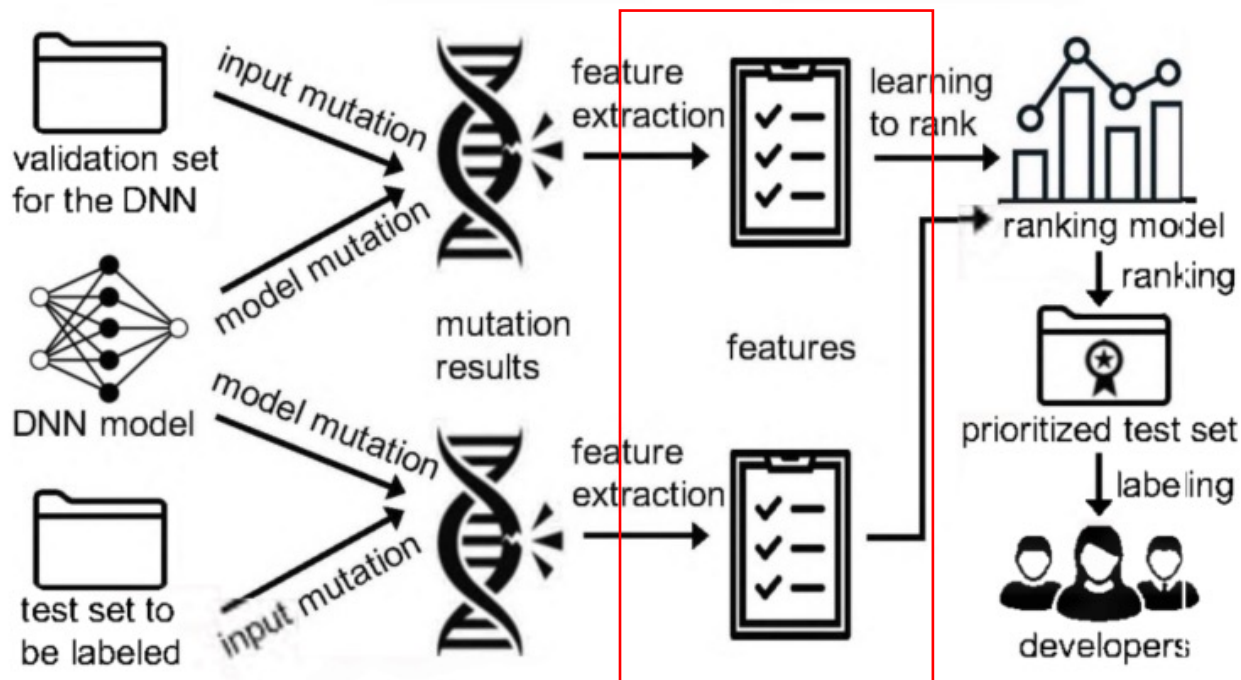 input mutation
validation set
for the DNN
model mutation
DNN model
model mutation
input mutation
test set to
be labeled
mutation
results
feature
extraction
feature
extraction
features
learning
to rank
ranking model
ranking
prioritized test set
labeling
developers